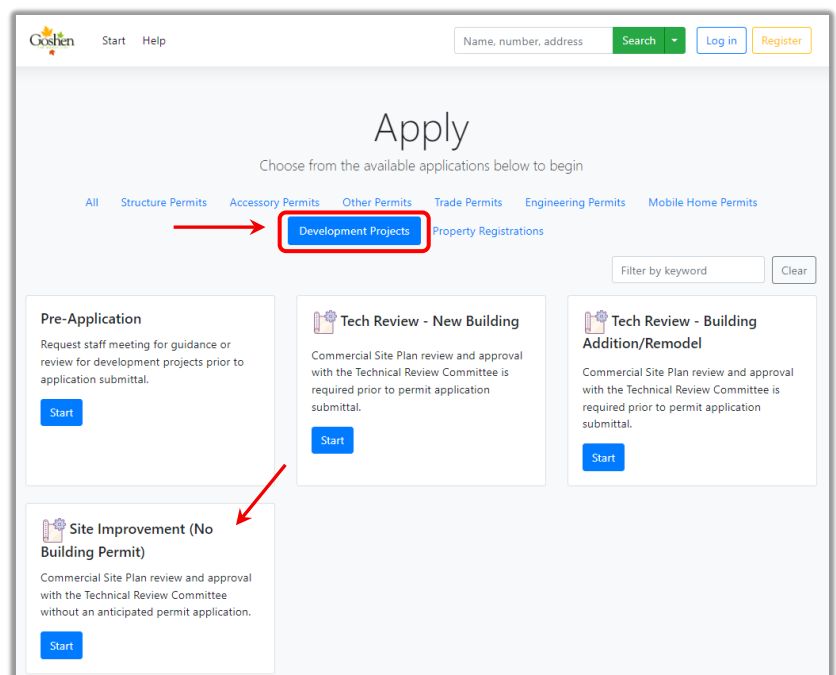 Goshen
Start Help
Name, number, address Search Log in Register
Apply
Choose from the available applications below to begin
All Structure Permits Accessory Permits Other Permits Trade Permits Engineering Permits Mobile Home Permits
Development Projects Property Registrations
Filter by keyword Clear
Pre-Application
Request staff meeting for guidance or
review for development projects prior to
application submittal.
Start
Tech Review - New Building
Commercial Site Plan review and approval
with the Technical Review Committee is
required prior to permit application
submittal.
Start
Tech Review - Building
Addition/Remodel
Commercial Site Plan review and approval
with the Technical Review Committee is
required prior to permit application
submittal.
Start
Site Improvement (No
Building Permit)
Commercial Site Plan review and approval
with the Technical Review Committee
without an anticipated permit application.
Start